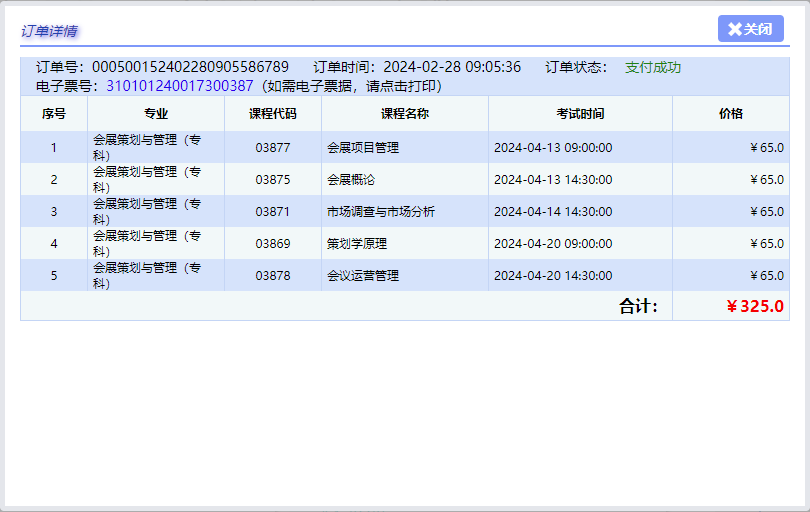 订单详情
关闭
订单号：000500152402280905586789 订单时间：2024-02-28 09:05:36 订单状态： 支付成功
电子票号：310101240017300387（如需电子票据，请点击打印）
序号 专业 课程代码 课程名称 考试时间 价格
1 会展策划与管理（专科） 03877 会展项目管理 2024-04-13 09:00:00 ￥65.0
2 会展策划与管理（专科） 03875 会展概论 2024-04-13 14:30:00 ￥65.0
3 会展策划与管理（专科） 03871 市场调查与市场分析 2024-04-14 14:30:00 ￥65.0
4 会展策划与管理（专科） 03869 策划学原理 2024-04-20 09:00:00 ￥65.0
5 会展策划与管理（专科） 03878 会议运营管理 2024-04-20 14:30:00 ￥65.0
合计： ￥325.0